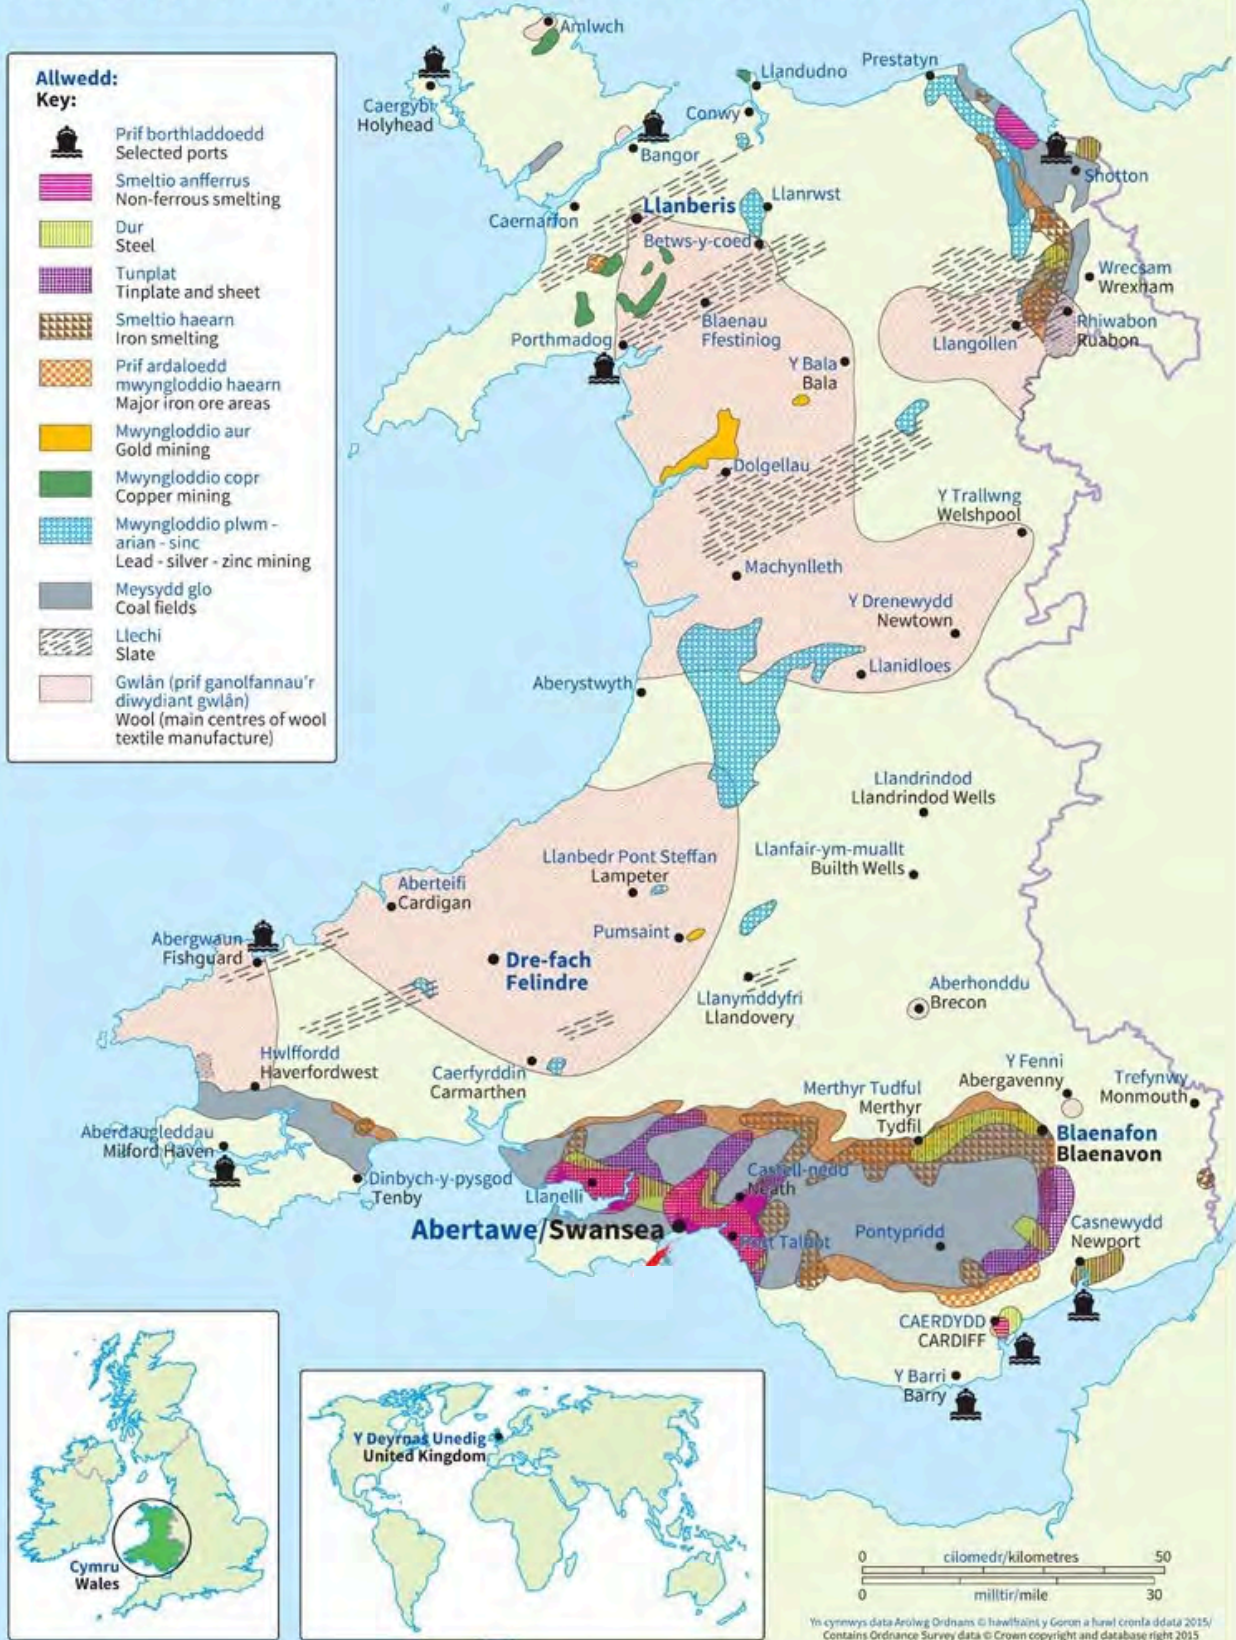 Allwedd:
Key:
Prif borthladdoedd
Selected ports
Smeltio anfferrus
Non-ferrous smelting
Dur
Steel
Tunplat
Tinplate and sheet
Smeltio haearn
Iron smelting
Prif ardaloedd
mwyngloddio haearn
Major iron ore areas
Mwyngloddio aur
Gold mining
Mwyngloddio copr
Copper mining
Mwyngloddio plwm -
arian - sinc
Lead - silver - zinc mining
Meysydd glo
Coal fields
Llechi
Slate
Gwlân (prif ganolfannau'r
diwydiant gwlân)
Wool (main centres of wool
textile manufacture)
Amlwch
Caergybi
Holyhead
Llandudno
Prestatyn
Conwy
Bangor
Shotton
Caernarfon
Llanberis
Llanrwst
Betws-y-coed
Wrecsam
Wrexham
Porthmadog
Blaenau
Ffestiniog
Llangollen
Rhiwabon
Ruabon
Y Bala
Bala
Dolgellau
Y Trallwng
Welshpool
Machynlleth
Y Drenewydd
Newtown
Llanidloes
Aberystwyth
Llandrindod
Llandrindod Wells
Llanbedr Pont Steffan
Lampeter
Llanfair-ym-muallt
Builth Wells
Aberteifi
Cardigan
Pumsaint
Abergwaun
Fishguard
Dre-fach
Felindre
Llanymddyfri
Llandovery
Aberhonddu
Brecon
Hwlffordd
Haverfordwest
Caerfyrddin
Carmarthen
Merthyr Tudful
Merthyr
Tydfil
Y Fenni
Abergavenny
Trefynwy
Monmouth
Aberdaugleddau
Milford Haven
Blaenafon
Blaenavon
Dinbych-y-pysgod
Tenby
Llanelli
Castell-nedd
Neath
Abertawe/Swansea
Port Talbot
Pontypridd
Casnewydd
Newport
CAERDYDD
CARDIFF
Y Barri
Barry
Cymru
Wales
Y Deyrnas Unedig
United Kingdom
0 cilomedr/kilometres 50
0 milltir/mile 30
Yn cynnwys data Arolwg Ordnans © hawlfraint y Goron a hawl cronfa ddata 2015/
Contains Ordnance Survey data © Crown copyright and database right 2015